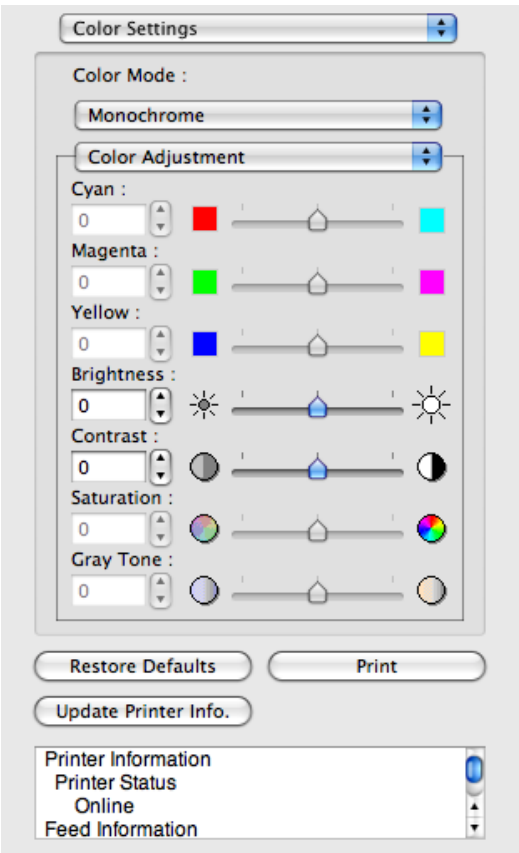 Color Settings
Color Mode :
Monochrome
Color Adjustment
Cyan :
0
Magenta :
0
Yellow :
0
Brightness :
0
Contrast :
0
Saturation :
0
Gray Tone :
0
Restore Defaults Print
Update Printer Info.
Printer Information
Printer Status
Online
Feed Information